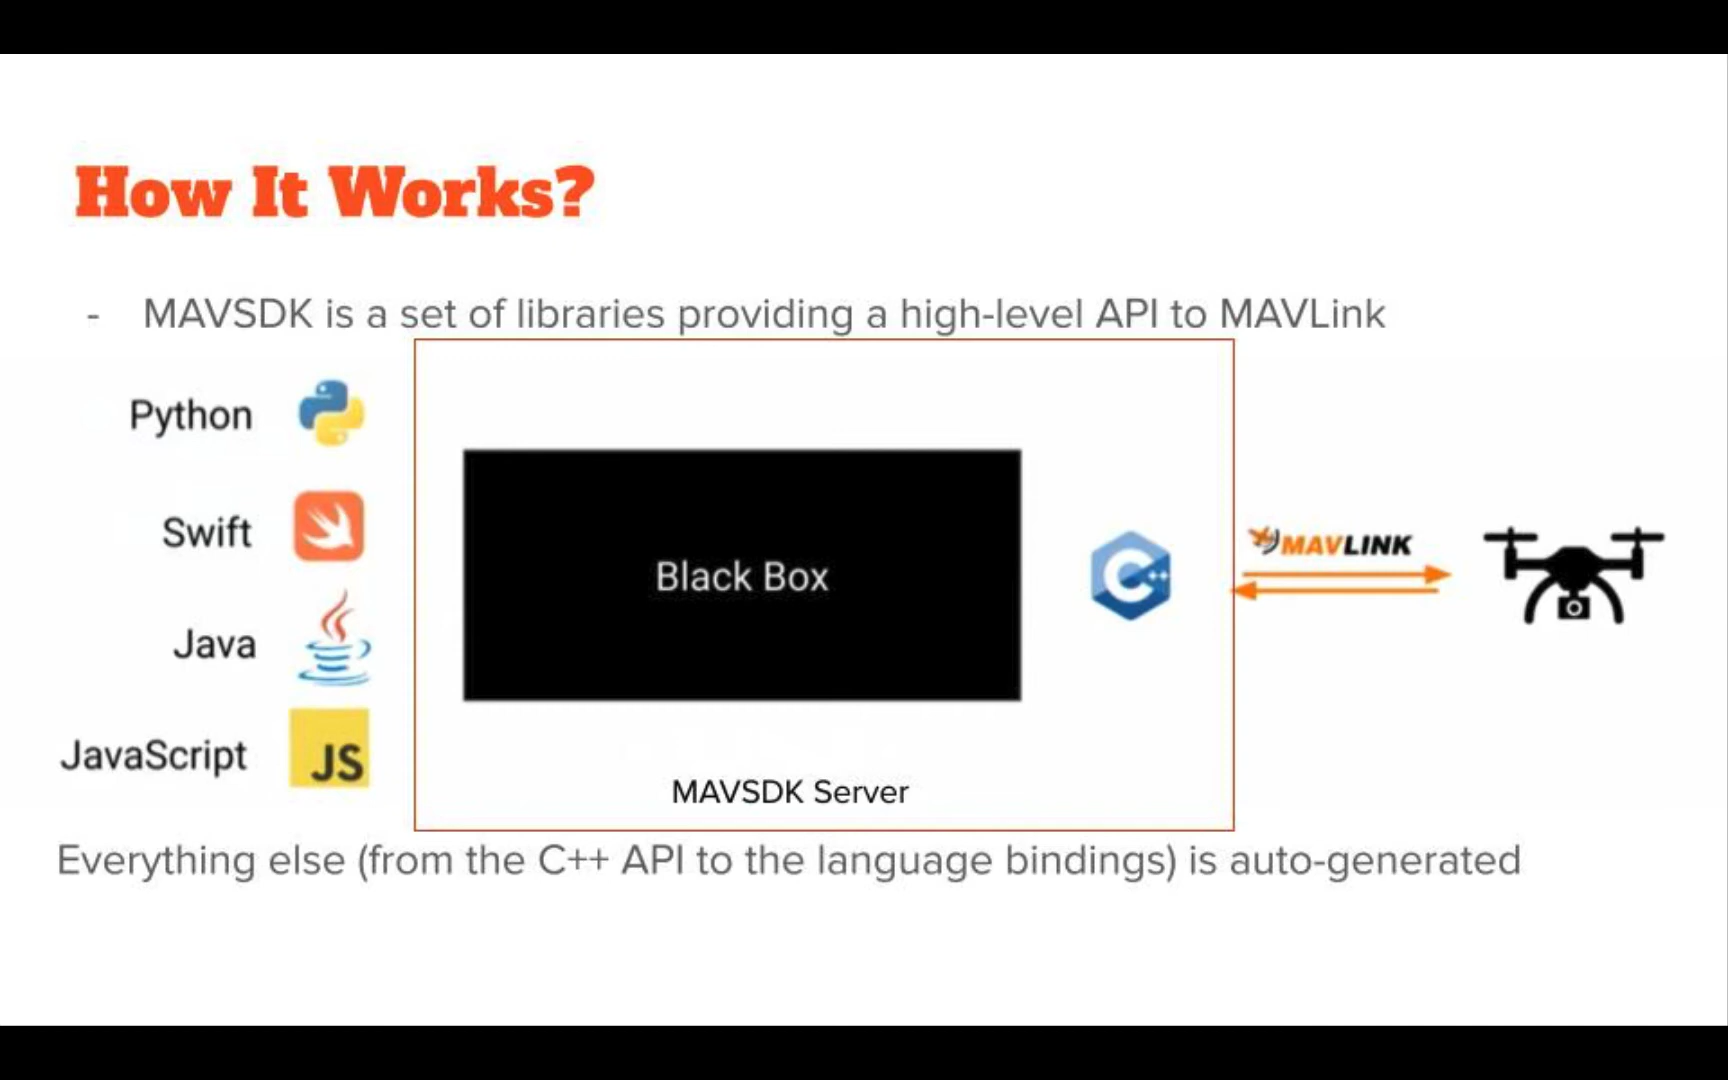 How It Works?
- MAVSDK is a set of libraries providing a high-level API to MAVLink
Python
Swift
Java
JavaScript
JS
Black Box
C++
MAVLINK
MAVSDK Server
Everything else (from the C++ API to the language bindings) is auto-generated